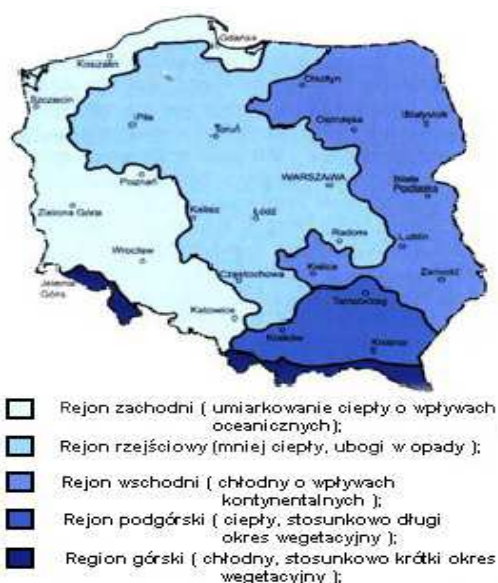 Gdańsk
Koszalin
Szczecin
Olsztyn
Ostrołęka
Białystok
Piła
Toruń
WARSZAWA
Biała
Podlaska
Poznań
Zielona Góra
Kalisz
Łódź
Radom
Lublin
Wrocław
Kielce
Zamość
Jelenia
Góra
Częstochowa
Tarnobrzeg
Katowice
Kraków
Krosno
Rejon zachodni ( umiarkowanie ciepły o wpływach
oceanicznych);
Rejon rzejściowy (mniej ciepły, ubogi w opady );
Rejon wschodni ( chłodny o wpływach
kontynentalnych );
Rejon podgórski ( ciepły, stosunkowo długi
okres wegetacyjny );
Region górski ( chłodny, stosunkowo krótki okres
wegetacyjny );